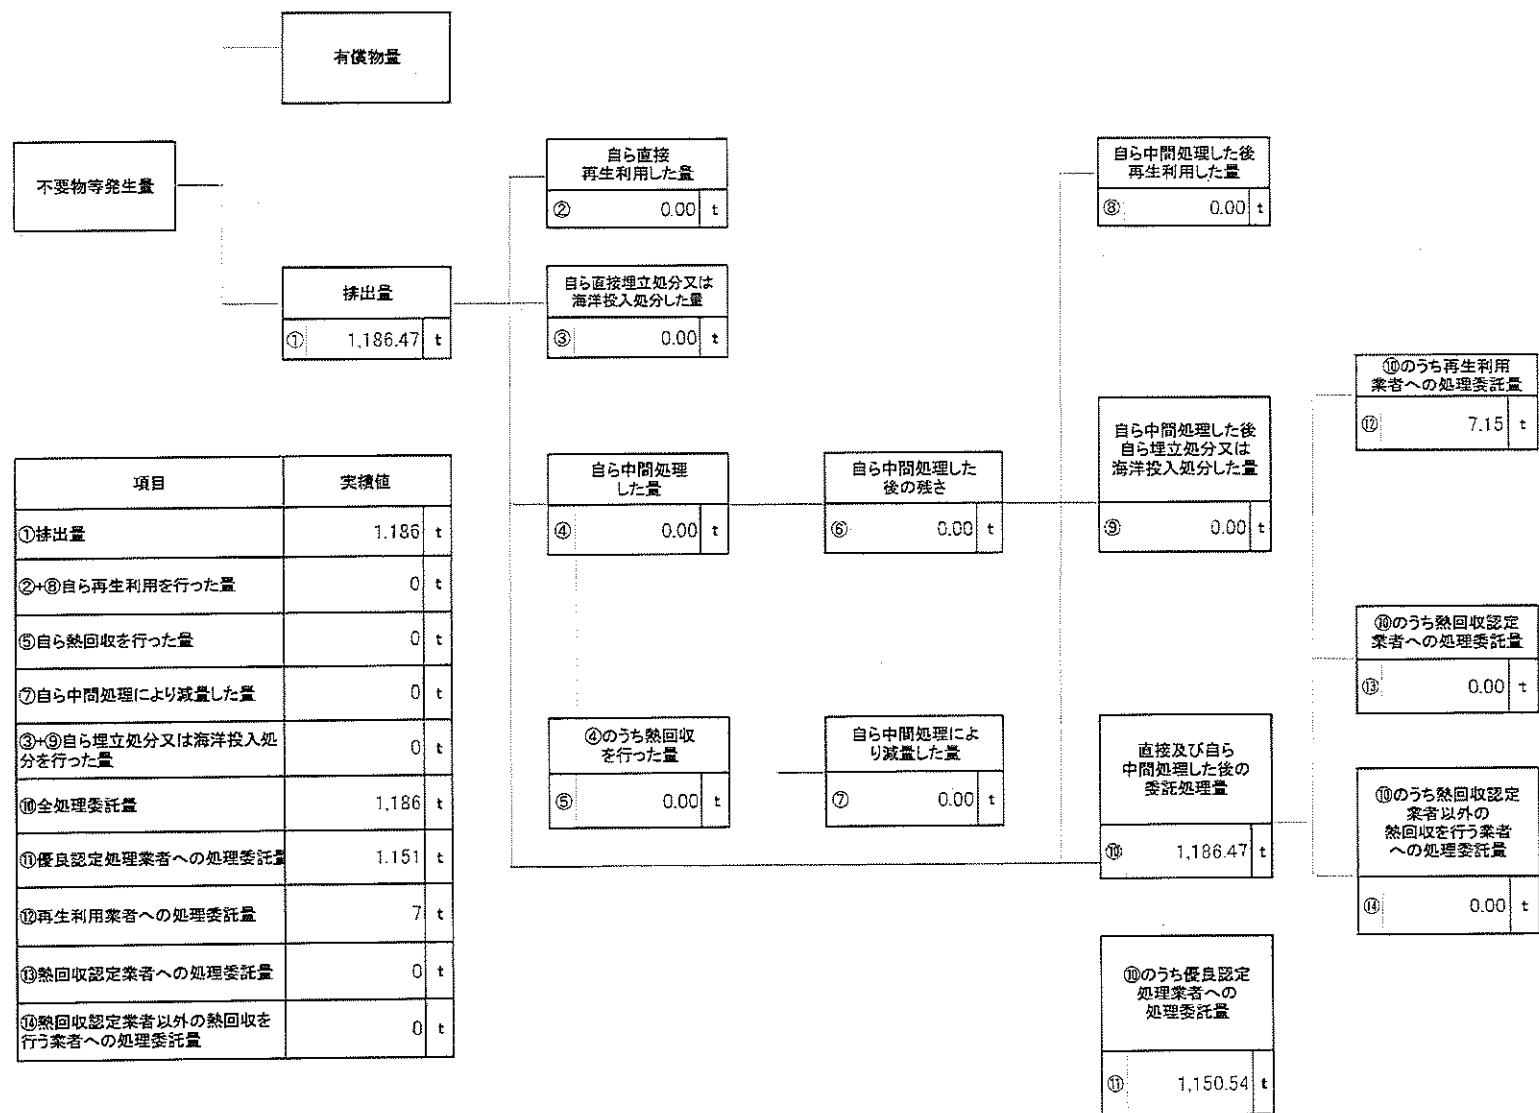 有償物量
不要物等発生量
排出量
① 1,186.47 t
自ら直接
再生利用した量
② 0.00 t
自ら直接埋立処分又は
海洋投入処分した量
③ 0.00 t
自ら中間処理
した量
④ 0.00 t
④のうち熱回収
を行った量
⑤ 0.00 t
自ら中間処理した
後の残さ
⑥ 0.00 t
自ら中間処理によ
り減量した量
⑦ 0.00 t
自ら中間処理した後
再生利用した量
⑧ 0.00 t
自ら中間処理した後
自ら埋立処分又は
海洋投入処分した量
⑨ 0.00 t
直接及び自ら
中間処理した後の
委託処理量
⑩ 1,186.47 t
⑩のうち優良認定
処理業者への
処理委託量
⑪ 1,150.54 t
⑩のうち再生利用
業者への処理委託量
⑫ 7.15 t
⑩のうち熱回収認定
業者への処理委託量
⑬ 0.00 t
⑩のうち熱回収認定
業者以外の
熱回収を行う業者
への処理委託量
⑭ 0.00 t
項目 実績値
①排出量 1,186 t
②+⑧自ら再生利用を行った量 0 t
⑤自ら熱回収を行った量 0 t
⑦自ら中間処理により減量した量 0 t
③+⑨自ら埋立処分又は海洋投入処
分を行った量 0 t
⑩全処理委託量 1,186 t
⑪優良認定処理業者への処理委託量 1,151 t
⑫再生利用業者への処理委託量 7 t
⑬熱回収認定業者への処理委託量 0 t
⑭熱回収認定業者以外の熱回収を
行う業者への処理委託量 0 t